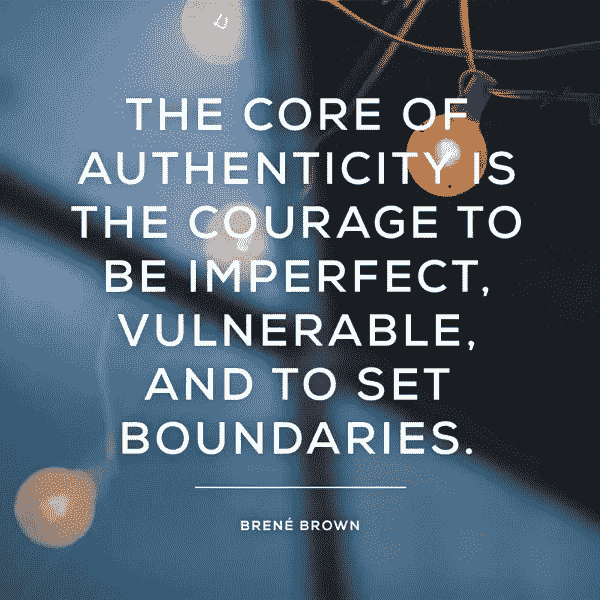 THE CORE OF
AUTHENTICITY IS
THE COURAGE TO
BE IMPERFECT,
VULNERABLE,
AND TO SET
BOUNDARIES.
BRENÉ BROWN